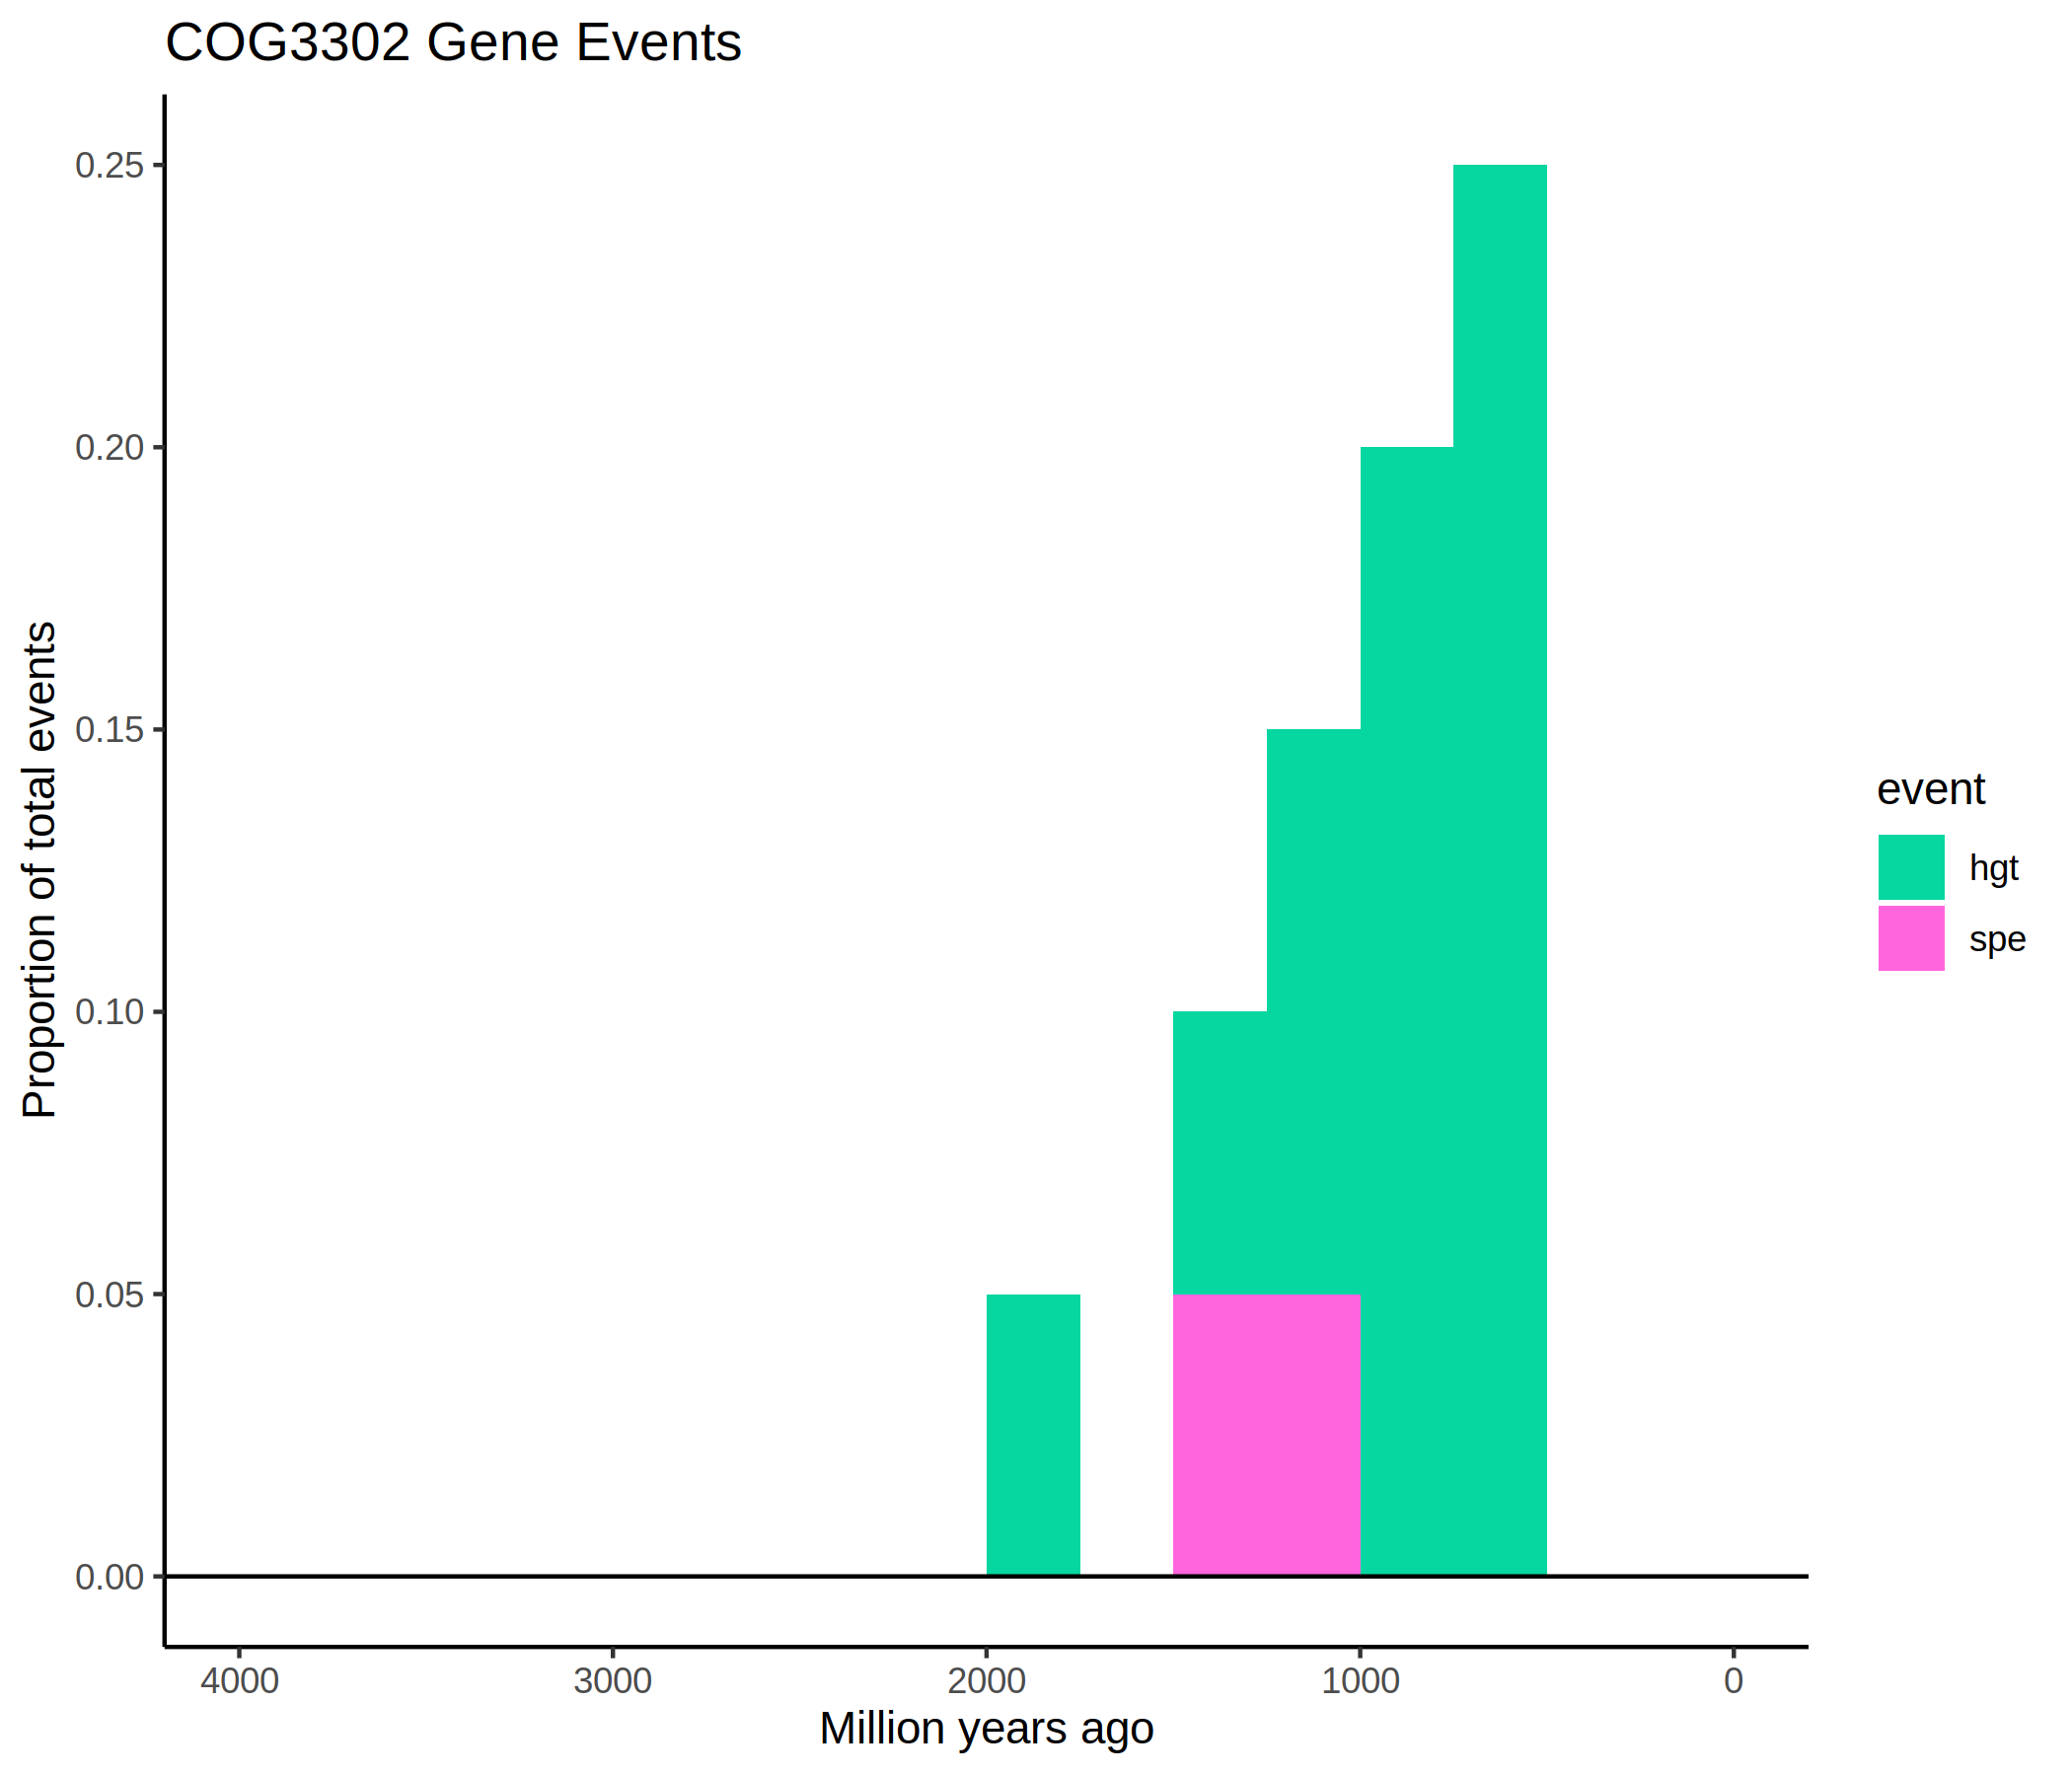 COG3302 Gene Events
Proportion of total events
0.25
0.20
0.15
0.10
0.05
0.00
4000 3000 2000 1000 0
Million years ago
event
hgt
spe